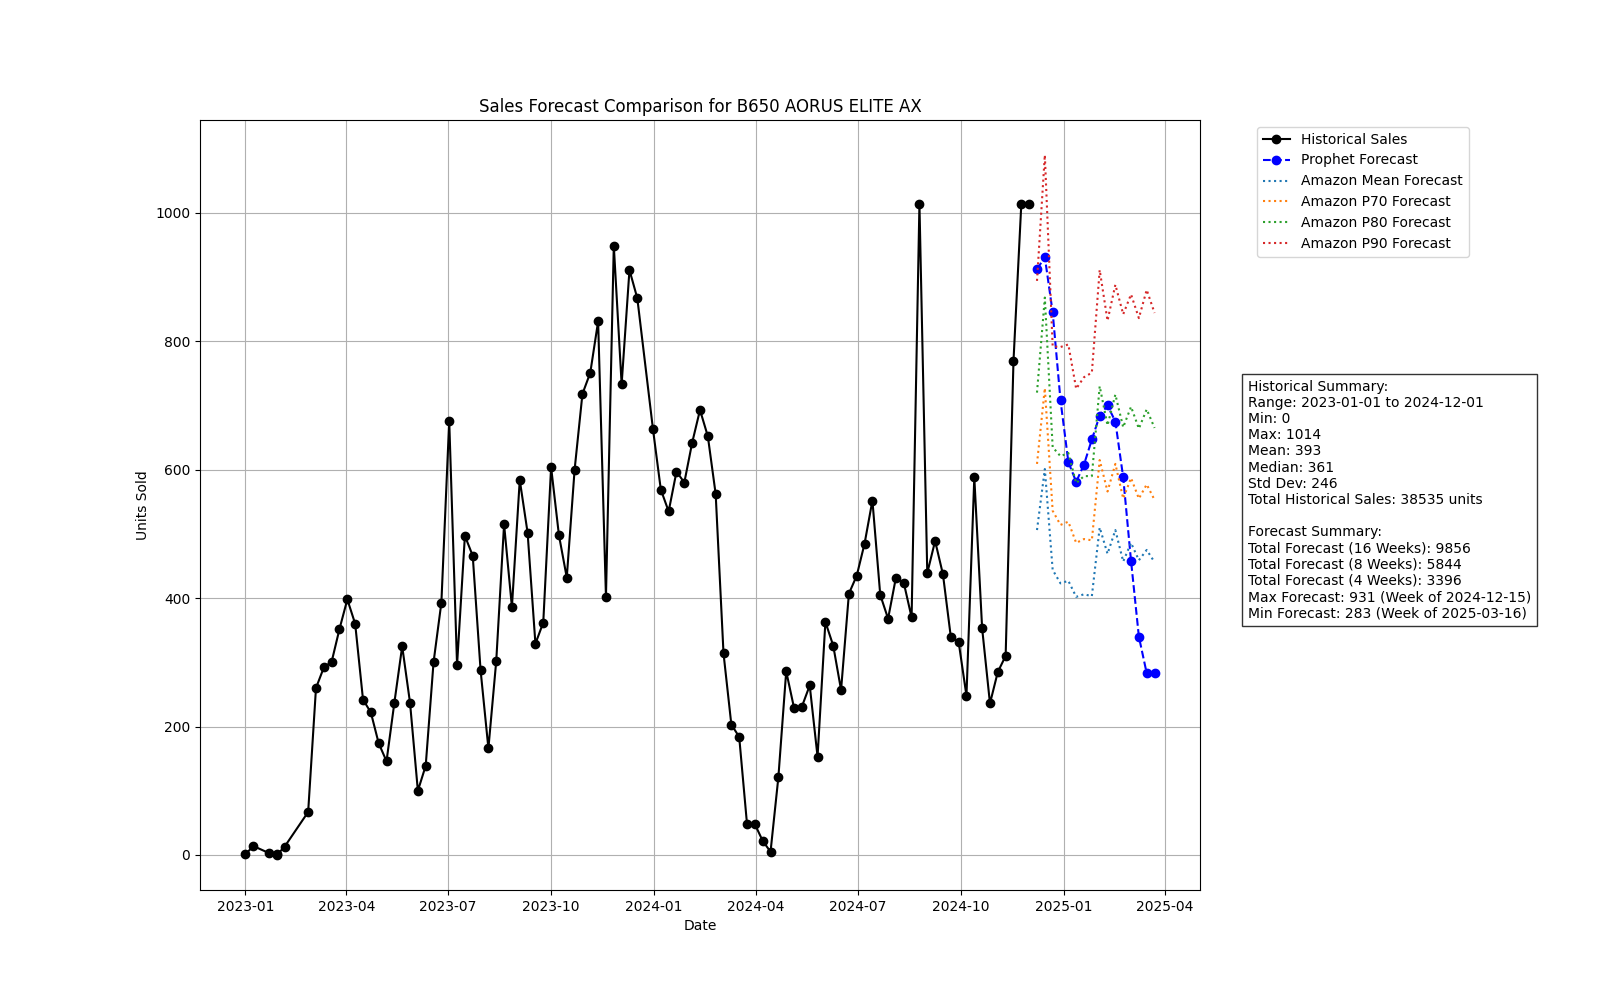 Sales Forecast Comparison for B650 AORUS ELITE AX
Historical Sales
Prophet Forecast
Amazon Mean Forecast
Amazon P70 Forecast
Amazon P80 Forecast
Amazon P90 Forecast
Units Sold
1000
800
600
400
200
0
2023-01
2023-04
2023-07
2023-10
2024-01
2024-04
2024-07
2024-10
2025-01
2025-04
Date
Historical Summary:
Range: 2023-01-01 to 2024-12-01
Min: 0
Max: 1014
Mean: 393
Median: 361
Std Dev: 246
Total Historical Sales: 38535 units
Forecast Summary:
Total Forecast (16 Weeks): 9856
Total Forecast (8 Weeks): 5844
Total Forecast (4 Weeks): 3396
Max Forecast: 931 (Week of 2024-12-15)
Min Forecast: 283 (Week of 2025-03-16)